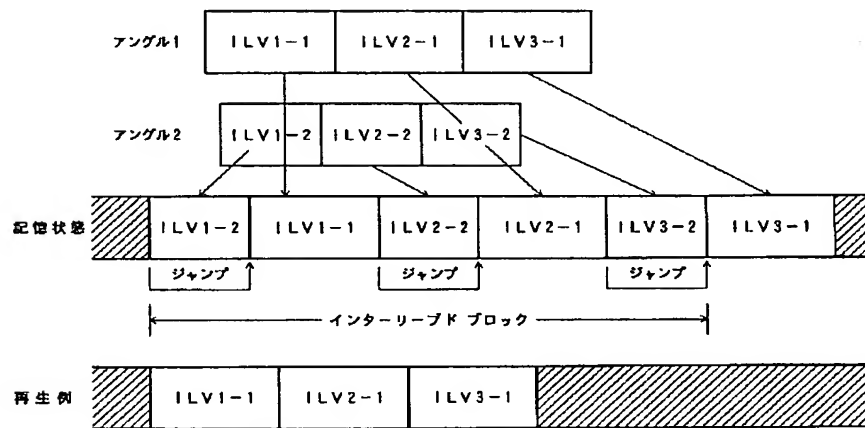 アングル1 ILV1-1 ILV2-1 ILV3-1
アングル2 ILV1-2 ILV2-2 ILV3-2
記憶状態 ILV1-2 ILV1-1 ILV2-2 ILV2-1 ILV3-2 ILV3-1
ジャンプ ジャンプ ジャンプ
インターリーブド ブロック
再生例 ILV1-1 ILV2-1 ILV3-1